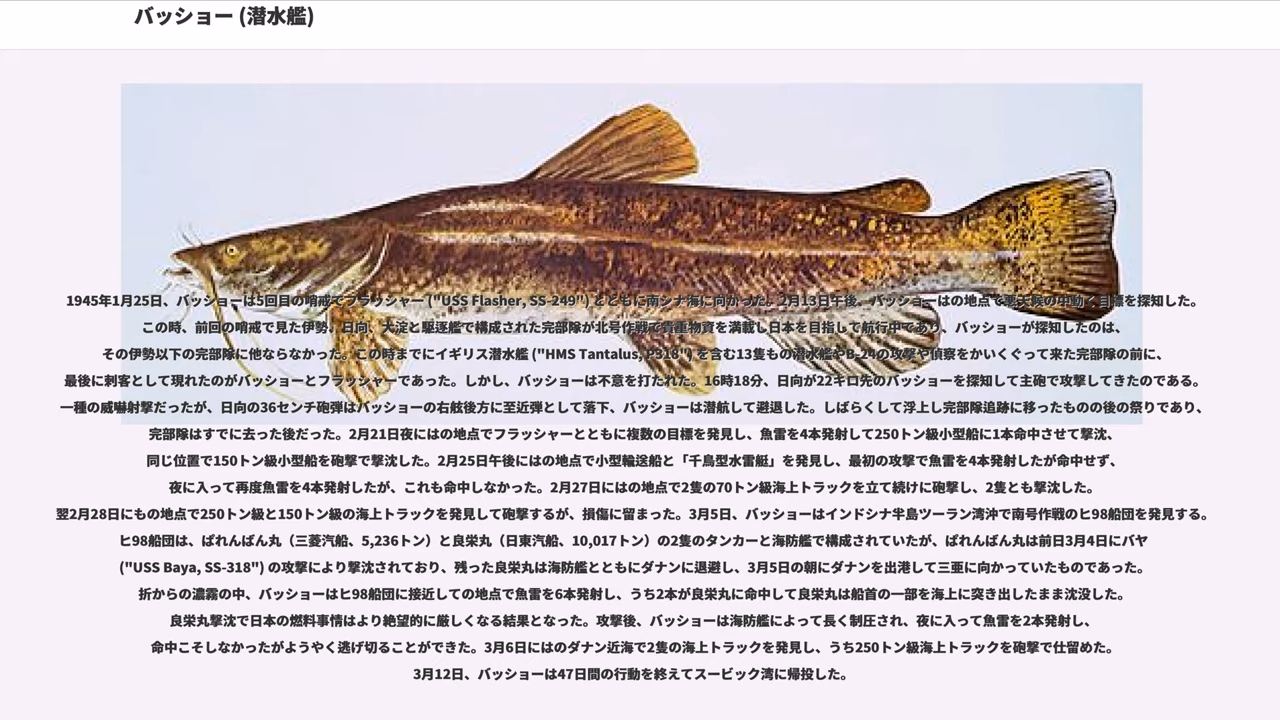 バッショー (潜水艦)
1945年1月25日、バッショーは5回目の哨戒でフラッシャー ("USS Flasher, SS-249") とともに南シナ海に向かった。2月13日午後、バッショーはの地点で悪天候の中動く目標を探知した。
この時、前回の哨戒で見た伊勢、日向、大淀と駆逐艦で構成された完部隊が北号作戦で貴重物資を満載し日本を目指して航行中であり、バッショーが探知したのは、
その伊勢以下の完部隊に他ならなかった。この時までにイギリス潜水艦 ("HMS Tantalus, P318") を含む13隻もの潜水艦やB-24の攻撃や偵察をかいくぐって来た完部隊の前に、
最後に刺客として現れたのがバッショーとフラッシャーであった。しかし、バッショーは不意を打たれた。16時18分、日向が22キロ先のバッショーを探知して主砲で攻撃してきたのである。
一種の威嚇射撃だったが、日向の36センチ砲弾はバッショーの右舷後方に至近弾として落下、バッショーは潜航して避退した。しばらくして浮上し完部隊追跡に移ったものの後の祭りであり、
完部隊はすでに去った後だった。2月21日夜にはの地点でフラッシャーとともに複数の目標を発見し、魚雷を4本発射して250トン級小型船に1本命中させて撃沈、
同じ位置で150トン級小型船を砲撃で撃沈した。2月25日午後にはの地点で小型輸送船と「千鳥型水雷艇」を発見し、最初の攻撃で魚雷を4本発射したが命中せず、
夜に入って再度魚雷を4本発射したが、これも命中しなかった。2月27日にはの地点で2隻の70トン級海上トラックを立て続けに砲撃し、2隻とも撃沈した。
翌2月28日にもの地点で250トン級と150トン級の海上トラックを発見して砲撃するが、損傷に留まった。3月5日、バッショーはインドシナ半島ツーラン湾沖で南号作戦のヒ98船団を発見する。
ヒ98船団は、ぱれんばん丸（三菱汽船、5,236トン）と良栄丸（日東汽船、10,017トン）の2隻のタンカーと海防艦で構成されていたが、ぱれんばん丸は前日3月4日にバヤ
("USS Baya, SS-318") の攻撃により撃沈されており、残った良栄丸は海防艦とともにダナンに退避し、3月5日の朝にダナンを出港して三亜に向かっていたものであった。
折からの濃霧の中、バッショーはヒ98船団に接近しての地点で魚雷を6本発射し、うち2本が良栄丸に命中して良栄丸は船首の一部を海上に突き出したまま沈没した。
良栄丸撃沈で日本の燃料事情はより絶望的に厳しくなる結果となった。攻撃後、バッショーは海防艦によって長く制圧され、夜に入って魚雷を2本発射し、
命中こそしなかったがようやく逃げ切ることができた。3月6日にはのダナン近海で2隻の海上トラックを発見し、うち250トン級海上トラックを砲撃で仕留めた。
3月12日、バッショーは47日間の行動を終えてスービック湾に帰投した。